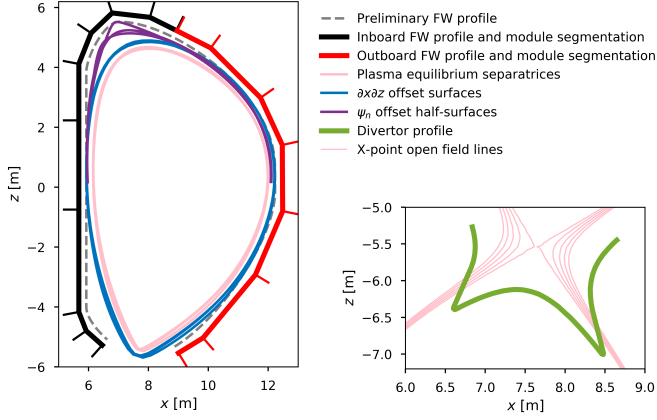 6
4
2
0
−2
−4
−6
z [m]
6
8
10
12
x [m]
Preliminary FW profile
Inboard FW profile and module segmentation
Outboard FW profile and module segmentation
Plasma equilibrium separatrices
∂x∂z offset surfaces
ψn offset half-surfaces
Divertor profile
X-point open field lines
−5.0
−5.5
−6.0
−6.5
−7.0
z [m]
6.0
6.5
7.0
7.5
8.0
8.5
9.0
x [m]